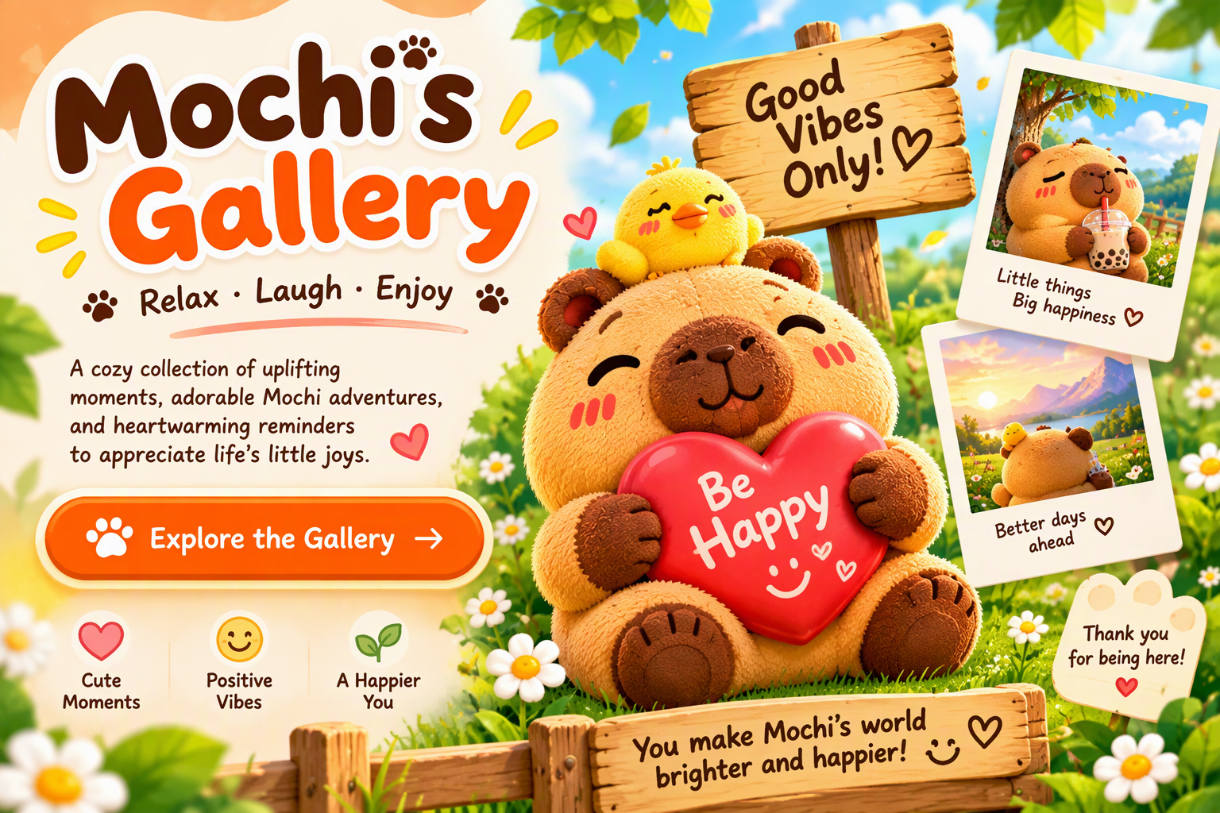 Mochi's
Gallery
Relax · Laugh · Enjoy
A cozy collection of uplifting
moments, adorable Mochi adventures,
and heartwarming reminders
to appreciate life's little joys.
Explore the Gallery →
Cute
Moments
Positive
Vibes
A Happier
You
Good
Vibes
Only!
Be
Happy
Little things
Big happiness
Better days
ahead
Thank you
for being here!
You make Mochi's world
brighter and happier!